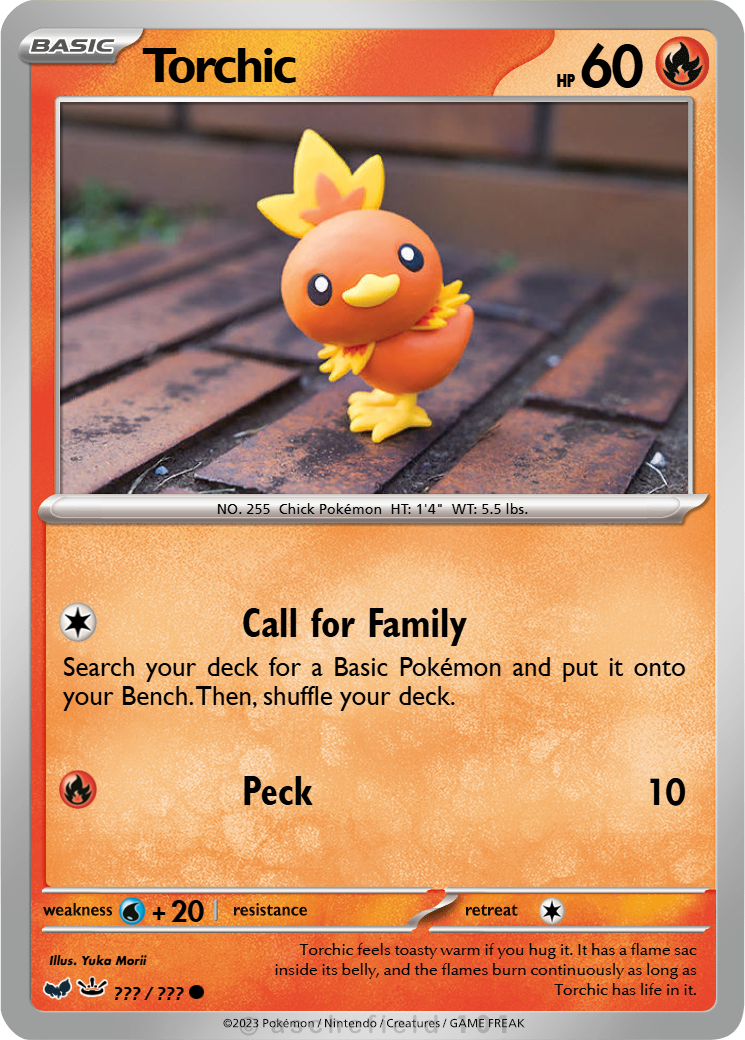 BASIC
Torchic
HP 60
NO. 255 Chick Pokémon HT: 1'4" WT: 5.5 lbs.
Call for Family
Search your deck for a Basic Pokémon and put it onto
your Bench. Then, shuffle your deck.
Peck 10
weakness + 20 resistance retreat
Illus. Yuka Morii
??? / ???
Torchic feels toasty warm if you hug it. It has a flame sac
inside its belly, and the flames burn continuously as long as
Torchic has life in it.
©2023 Pokémon / Nintendo / Creatures / GAME FREAK